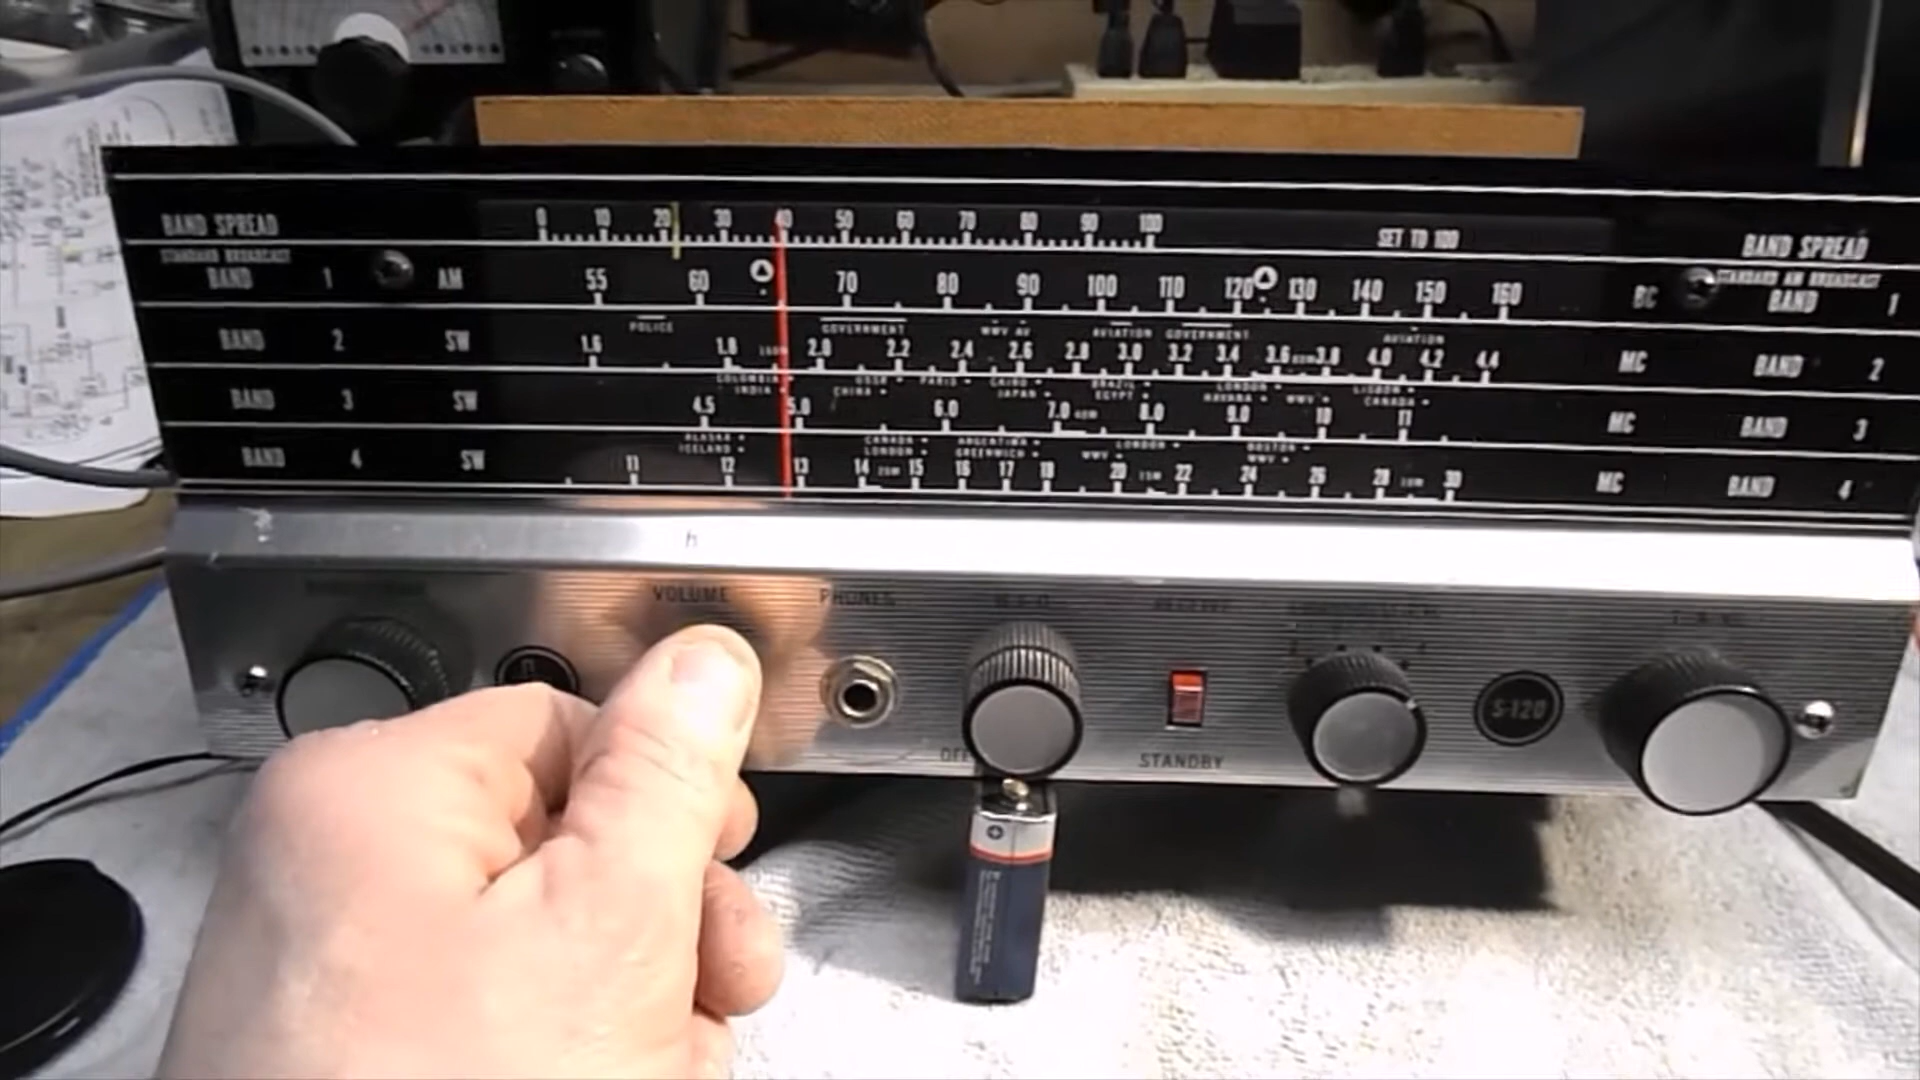 BAND SPREAD 0 10 20 30 40 50 60 70 80 90 100 SET TO 100 BAND SPREAD
STANDARD BROADCAST STANDARD AM BROADCAST
BAND 1 AM 55 60 70 80 90 100 110 120 130 140 150 160 BC BAND 1
POLICE GOVERNMENT WWV AV AVIATION GOVERNMENT AVIATION
BAND 2 SW 1.6 1.8 160M 2.0 2.2 2.4 2.6 2.8 3.0 3.2 3.4 3.6 80M 3.8 4.0 4.2 4.4 MC BAND 2
COLOMBIA USSR PARIS CAIRO BRAZIL LONDON LISBON
INDIA CHINA JAPAN EGYPT HAVANA WWV CANADA
BAND 3 SW 4.5 5.0 6.0 7.0 40M 8.0 9.0 10 11 MC BAND 3
ALASKA CANADA ARGENTINA LONDON BOSTON
ICELAND LONDON GREENWICH WWV WWV
BAND 4 SW 11 12 13 14 20M 15 16 17 18 20 15M 22 24 26 28 10M 30 MC BAND 4
VOLUME PHONES B.F.O. RECEIVE
S-120
OFF STANDBY